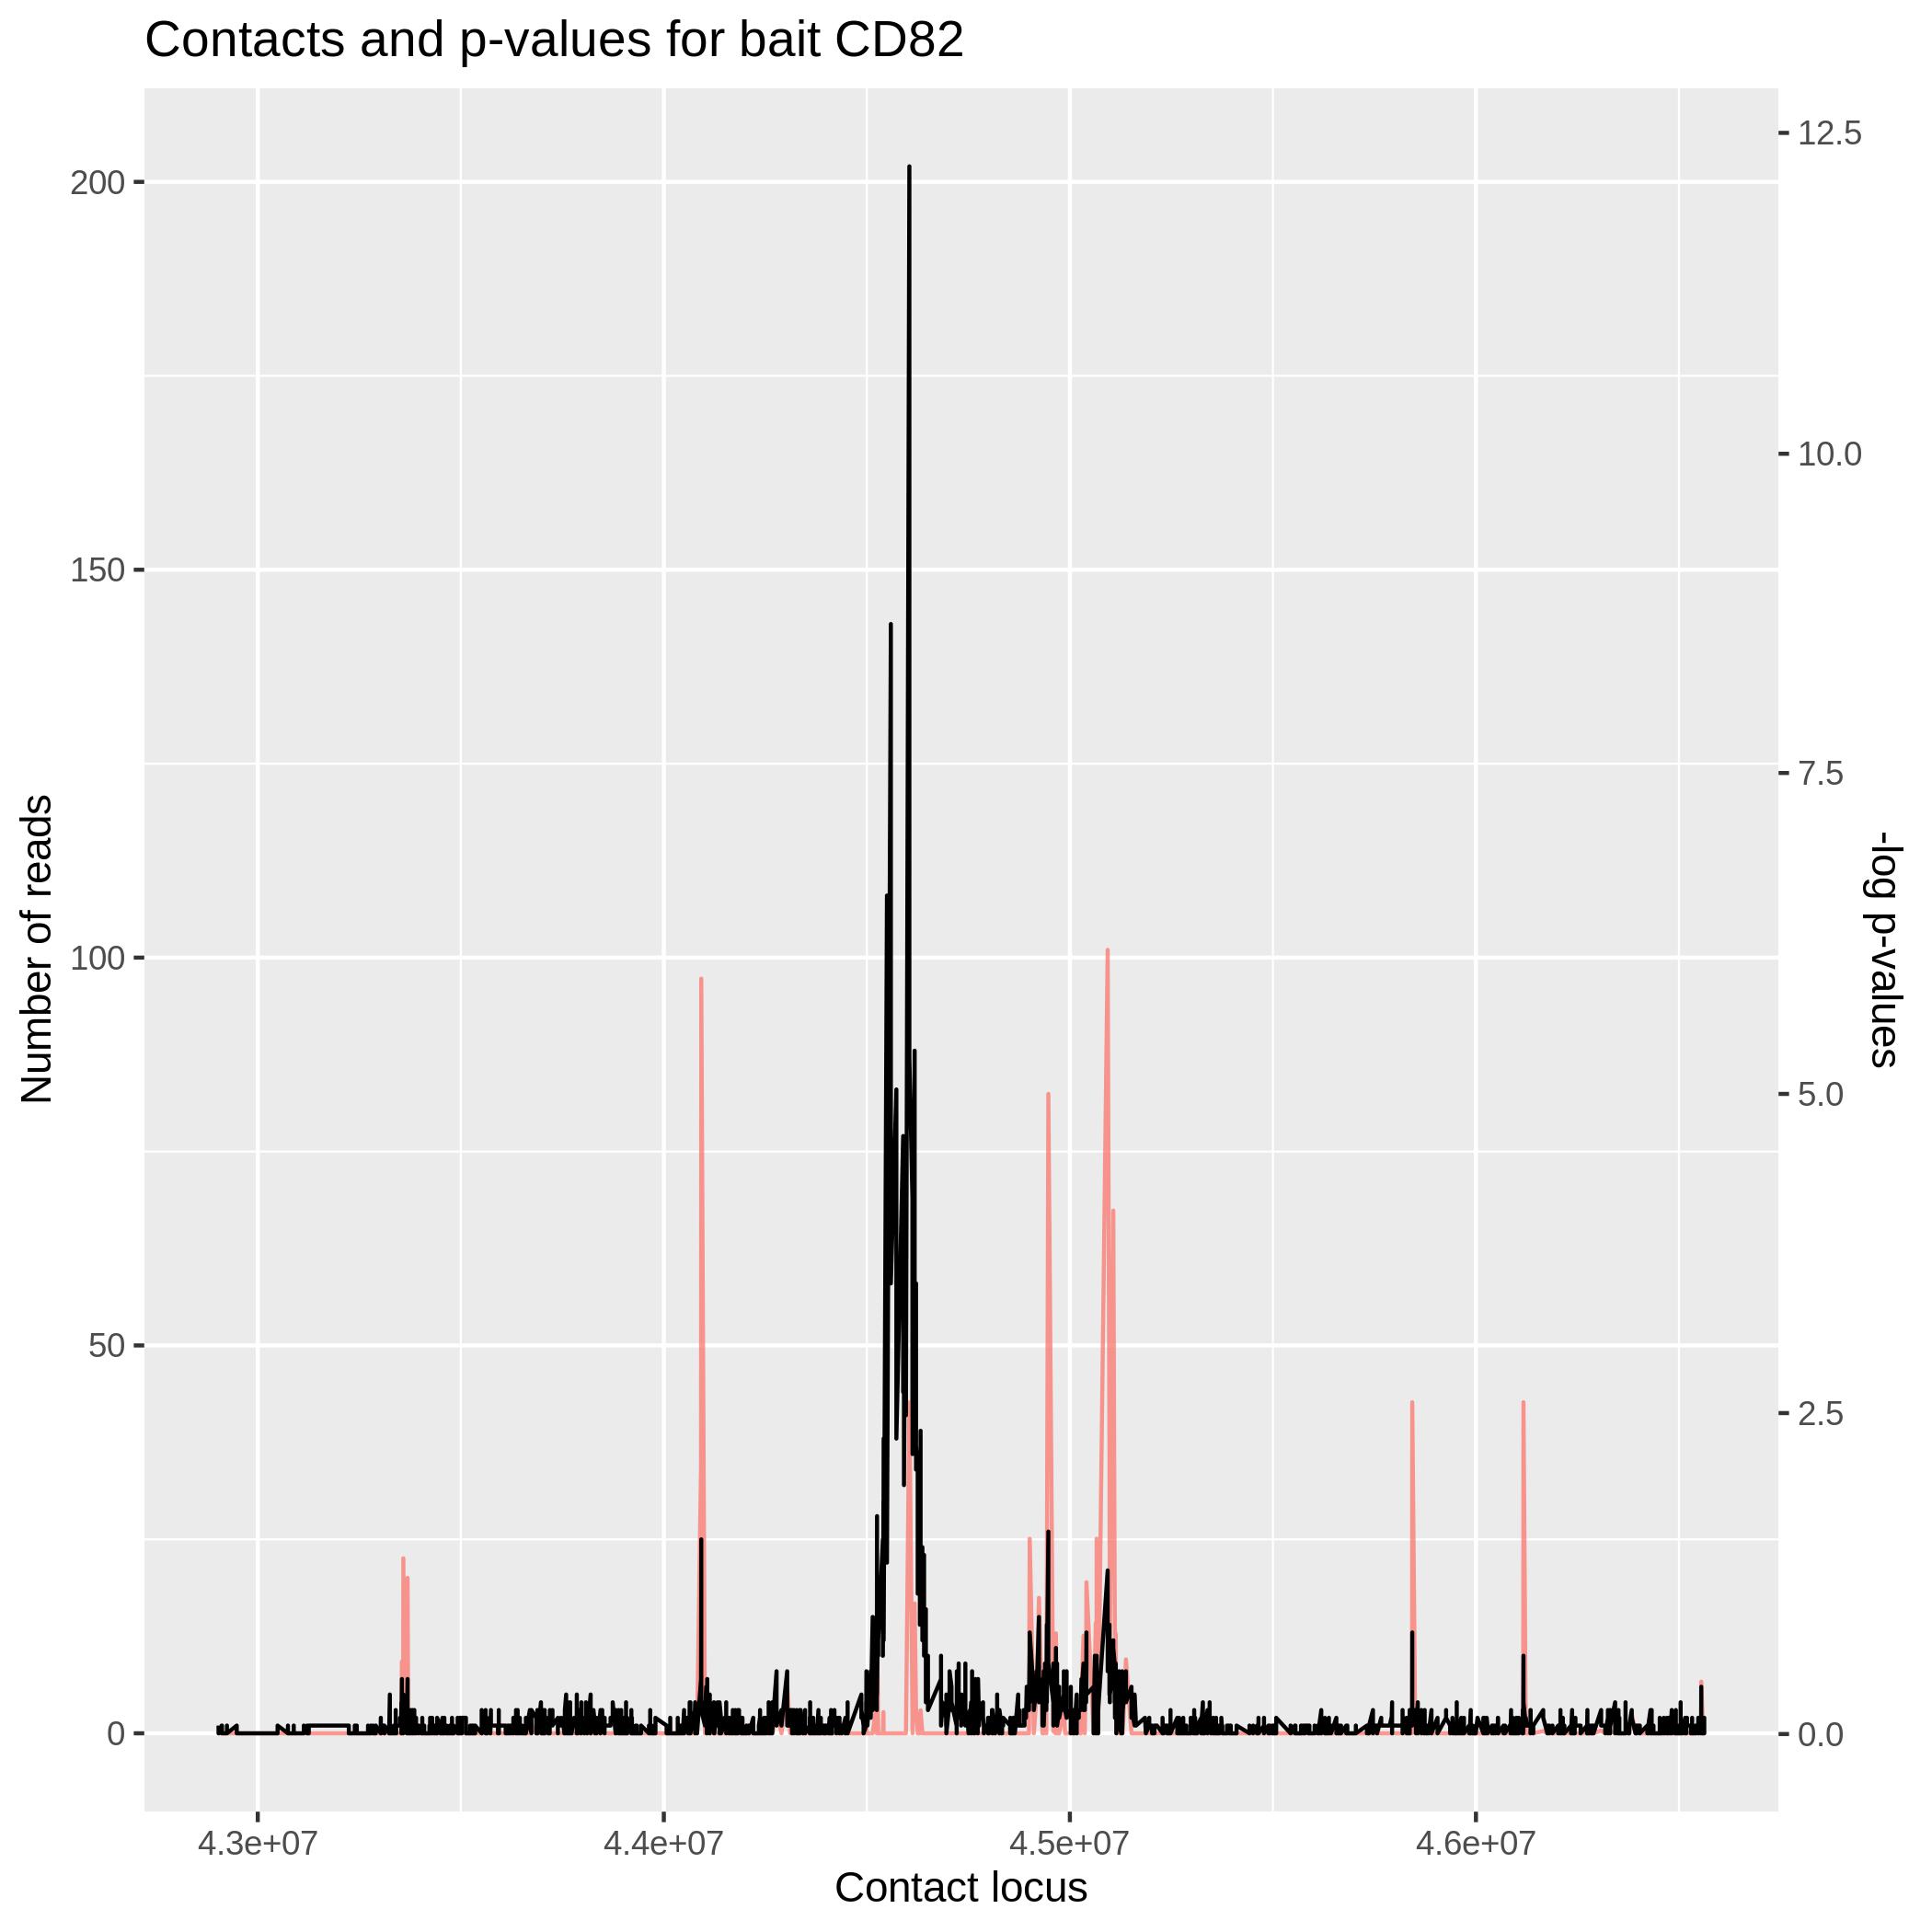 Contacts and p-values for bait CD82
200
150
100
50
0
Number of reads
12.5
10.0
7.5
5.0
2.5
0.0
-log p-values
4.3e+07 4.4e+07 4.5e+07 4.6e+07
Contact locus